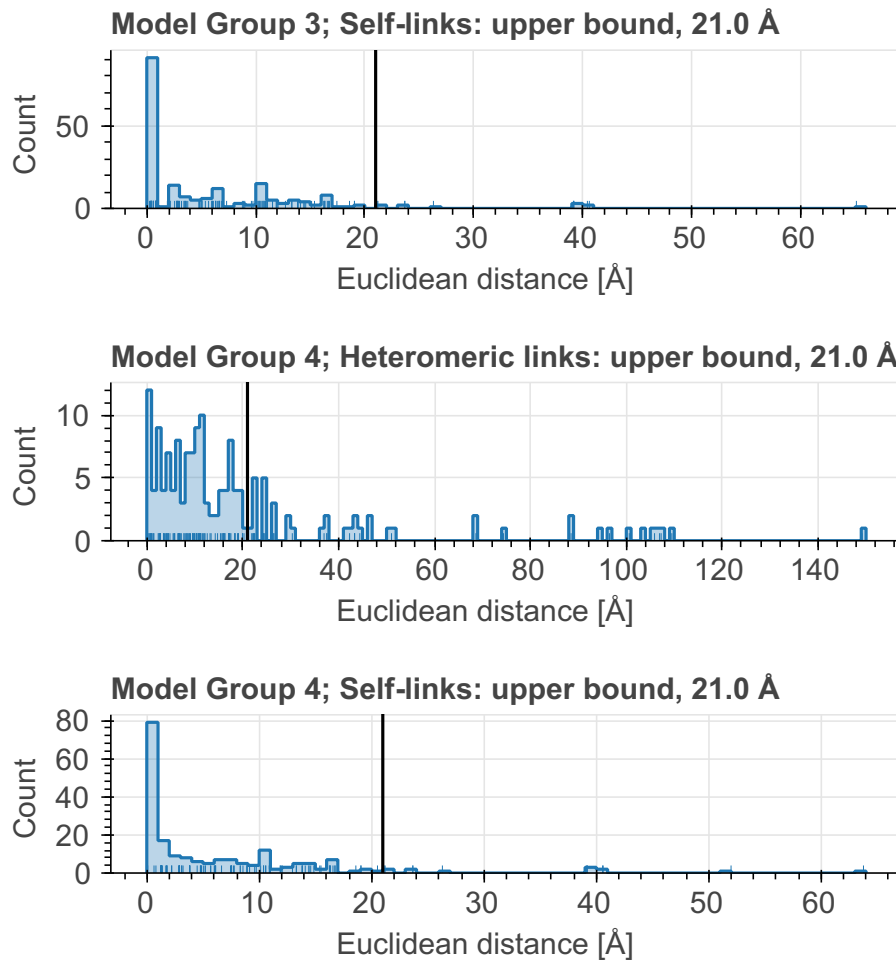 Model Group 3; Self-links: upper bound, 21.0 Å
Count
50
0
0 10 20 30 40 50 60
Euclidean distance [Å]
Model Group 4; Heteromeric links: upper bound, 21.0 Å
Count
10
5
0
0 20 40 60 80 100 120 140
Euclidean distance [Å]
Model Group 4; Self-links: upper bound, 21.0 Å
Count
80
60
40
20
0
0 10 20 30 40 50 60
Euclidean distance [Å]